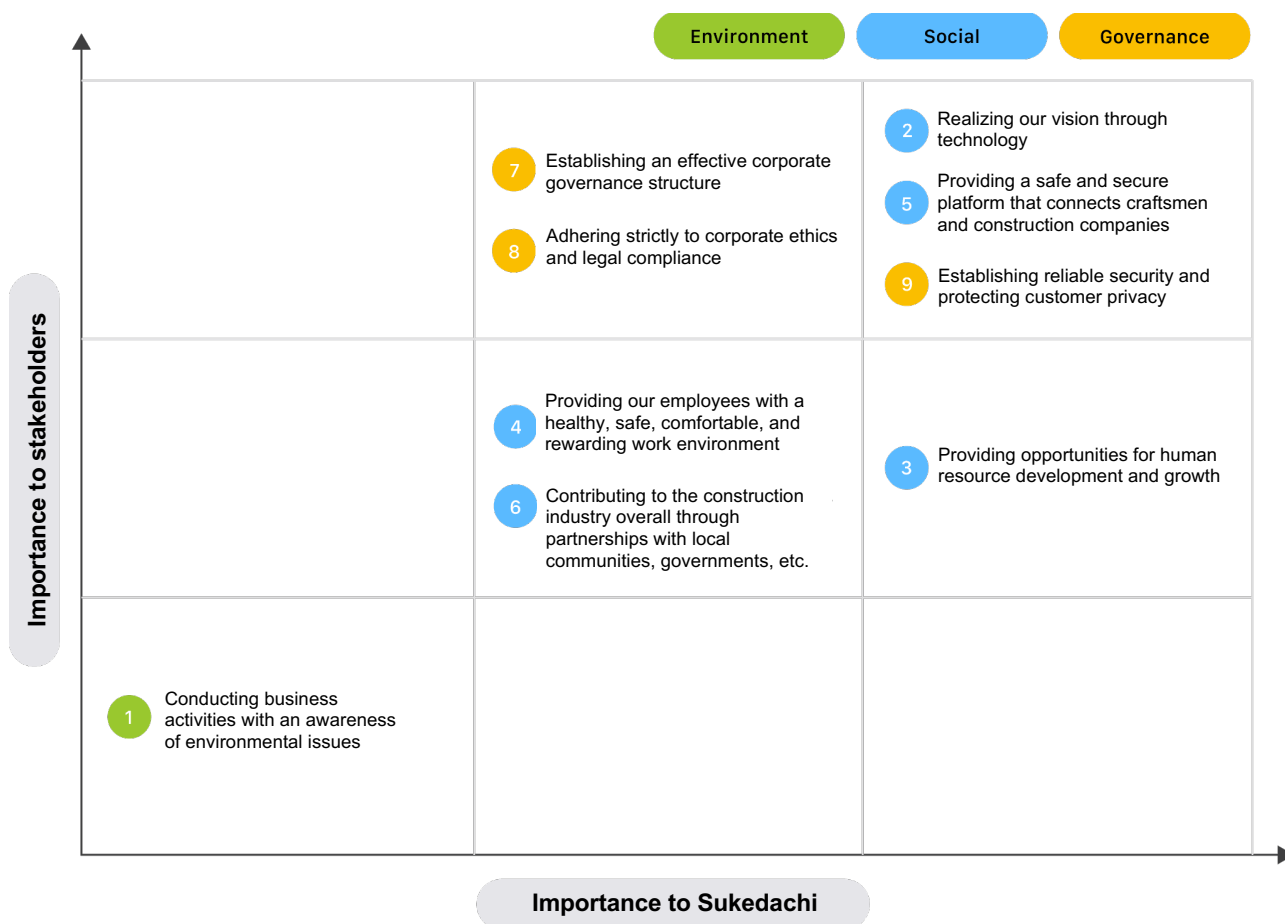 Environment
Social
Governance
Importance to stakeholders
7
Establishing an effective corporate
governance structure
8
Adhering strictly to corporate ethics
and legal compliance
2
Realizing our vision through
technology
5
Providing a safe and secure
platform that connects craftsmen
and construction companies
9
Establishing reliable security and
protecting customer privacy
4
Providing our employees with a
healthy, safe, comfortable, and
rewarding work environment
6
Contributing to the construction
industry overall through
partnerships with local
communities, governments, etc.
3
Providing opportunities for human
resource development and growth
1
Conducting business
activities with an awareness
of environmental issues
Importance to Sukedachi